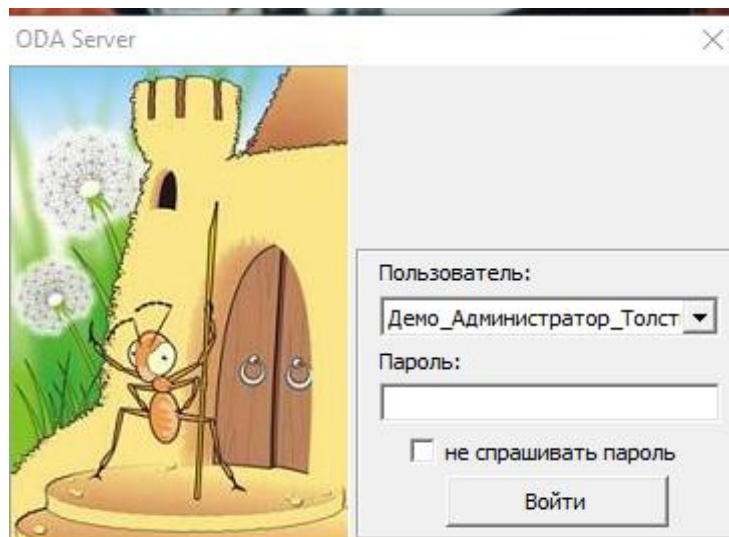 ODA Server
Пользователь:
Демо_Администратор_Толст
Пароль:
не спрашивать пароль
Войти